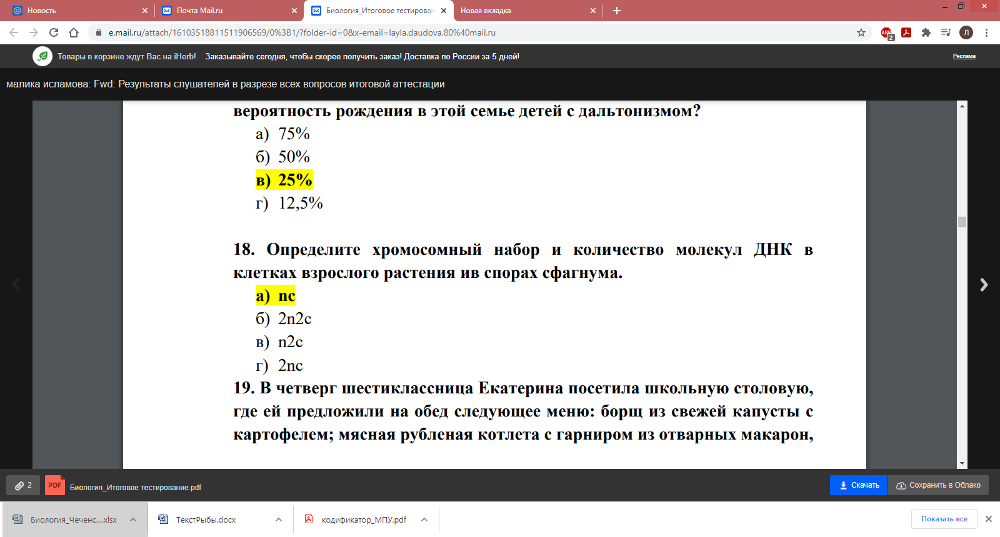 Новость
Почта Mail.ru
Биология_Итоговое тестирован
Новая вкладка
e.mail.ru/attach/16103518811511906569/0%3B1/?folder-id=0&x-email=layla.daudova.80%40mail.ru
ABP
2
Л
Товары в корзине ждут Вас на iHerb! Заказывайте сегодня, чтобы скорее получить заказ! Доставка по России за 5 дней!
Реклама
малика исламова: Fwd: Результаты слушателей в разрезе всех вопросов итоговой аттестации
вероятность рождения в этой семье детей с дальтонизмом?
а) 75%
б) 50%
в) 25%
г) 12,5%
18. Определите хромосомный набор и количество молекул ДНК в
клетках взрослого растения ив спорах сфагнума.
а) nc
б) 2n2c
в) n2c
г) 2nc
19. В четверг шестиклассница Екатерина посетила школьную столовую,
где ей предложили на обед следующее меню: борщ из свежей капусты с
картофелем; мясная рубленая котлета с гарниром из отварных макарон,
2
PDF
Биология_Итоговое тестирование.pdf
Скачать
Сохранить в Облако
Биология_Чеченс....xlsx
ТекстРыбы.docx
кодификатор_МПУ.pdf
Показать все